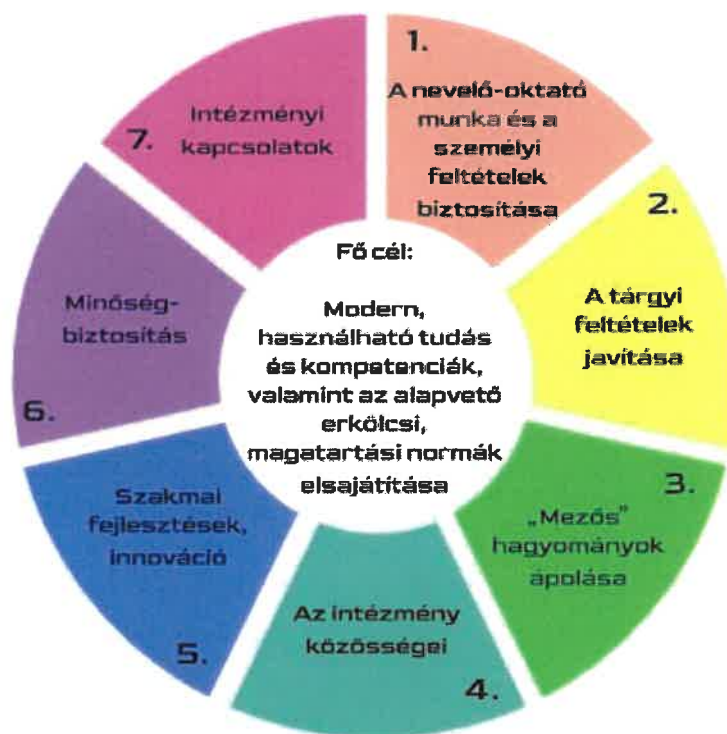 1.
A nevelő-oktató
munka és a
személyi
feltételek
biztosítása
2.
A tárgyi
feltételek
javítása
3.
„Mezős”
hagyományok
ápolása
Az intézmény
közösségei
4.
Szakmai
fejlesztések,
innováció
5.
Minőség-
biztosítás
6.
7.
Intézményi
kapcsolatok
Fő cél:
Modern,
használható tudás
és kompetenciák,
valamint az alapvető
erkölcsi,
magatartási normák
elsajátítása